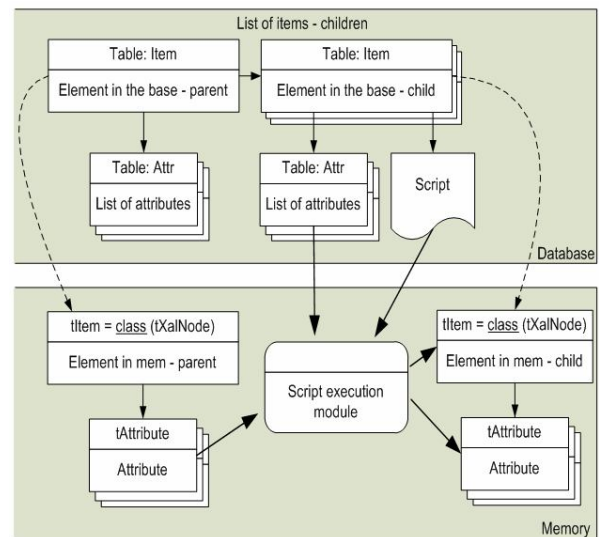 List of items - children
Table: Item
Element in the base - parent
Table: Item
Element in the base - child
Table: Attr
List of attributes
Table: Attr
List of attributes
Script
Database
tItem = class (tXalNode)
Element in mem - parent
tAttribute
Attribute
Script execution
module
tItem = class (tXalNode)
Element in mem - child
tAttribute
Attribute
Memory